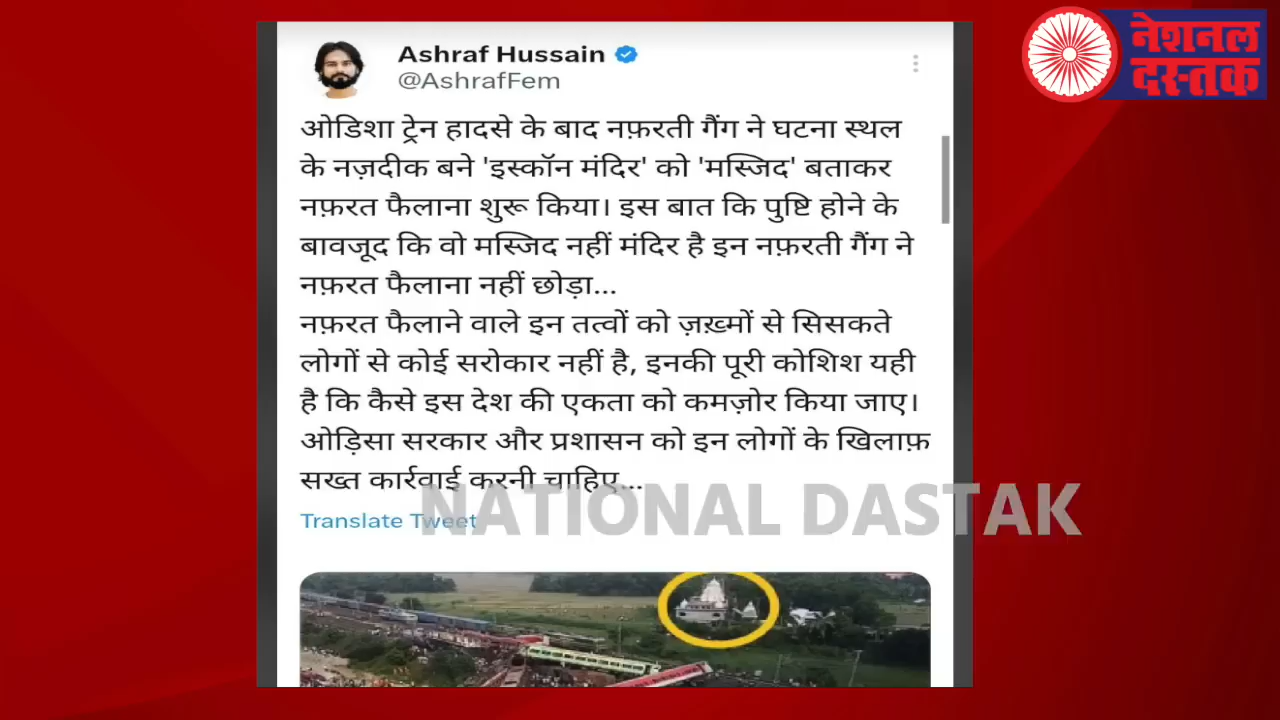 Ashraf Hussain
@AshrafFem
नेशनल
दस्तक
ओडिशा ट्रेन हादसे के बाद नफ़रती गैंग ने घटना स्थल
के नज़दीक बने 'इस्कॉन मंदिर' को 'मस्जिद' बताकर
नफ़रत फैलाना शुरू किया। इस बात कि पुष्टि होने के
बावजूद कि वो मस्जिद नहीं मंदिर है इन नफ़रती गैंग ने
नफ़रत फैलाना नहीं छोड़ा...
नफ़रत फैलाने वाले इन तत्वों को ज़ख़्मों से सिसकते
लोगों से कोई सरोकार नहीं है, इनकी पूरी कोशिश यही
है कि कैसे इस देश की एकता को कमज़ोर किया जाए।
ओड़िसा सरकार और प्रशासन को इन लोगों के खिलाफ़
सख्त कार्रवाई करनी चाहिए...
Translate Tweet
NATIONAL DASTAK